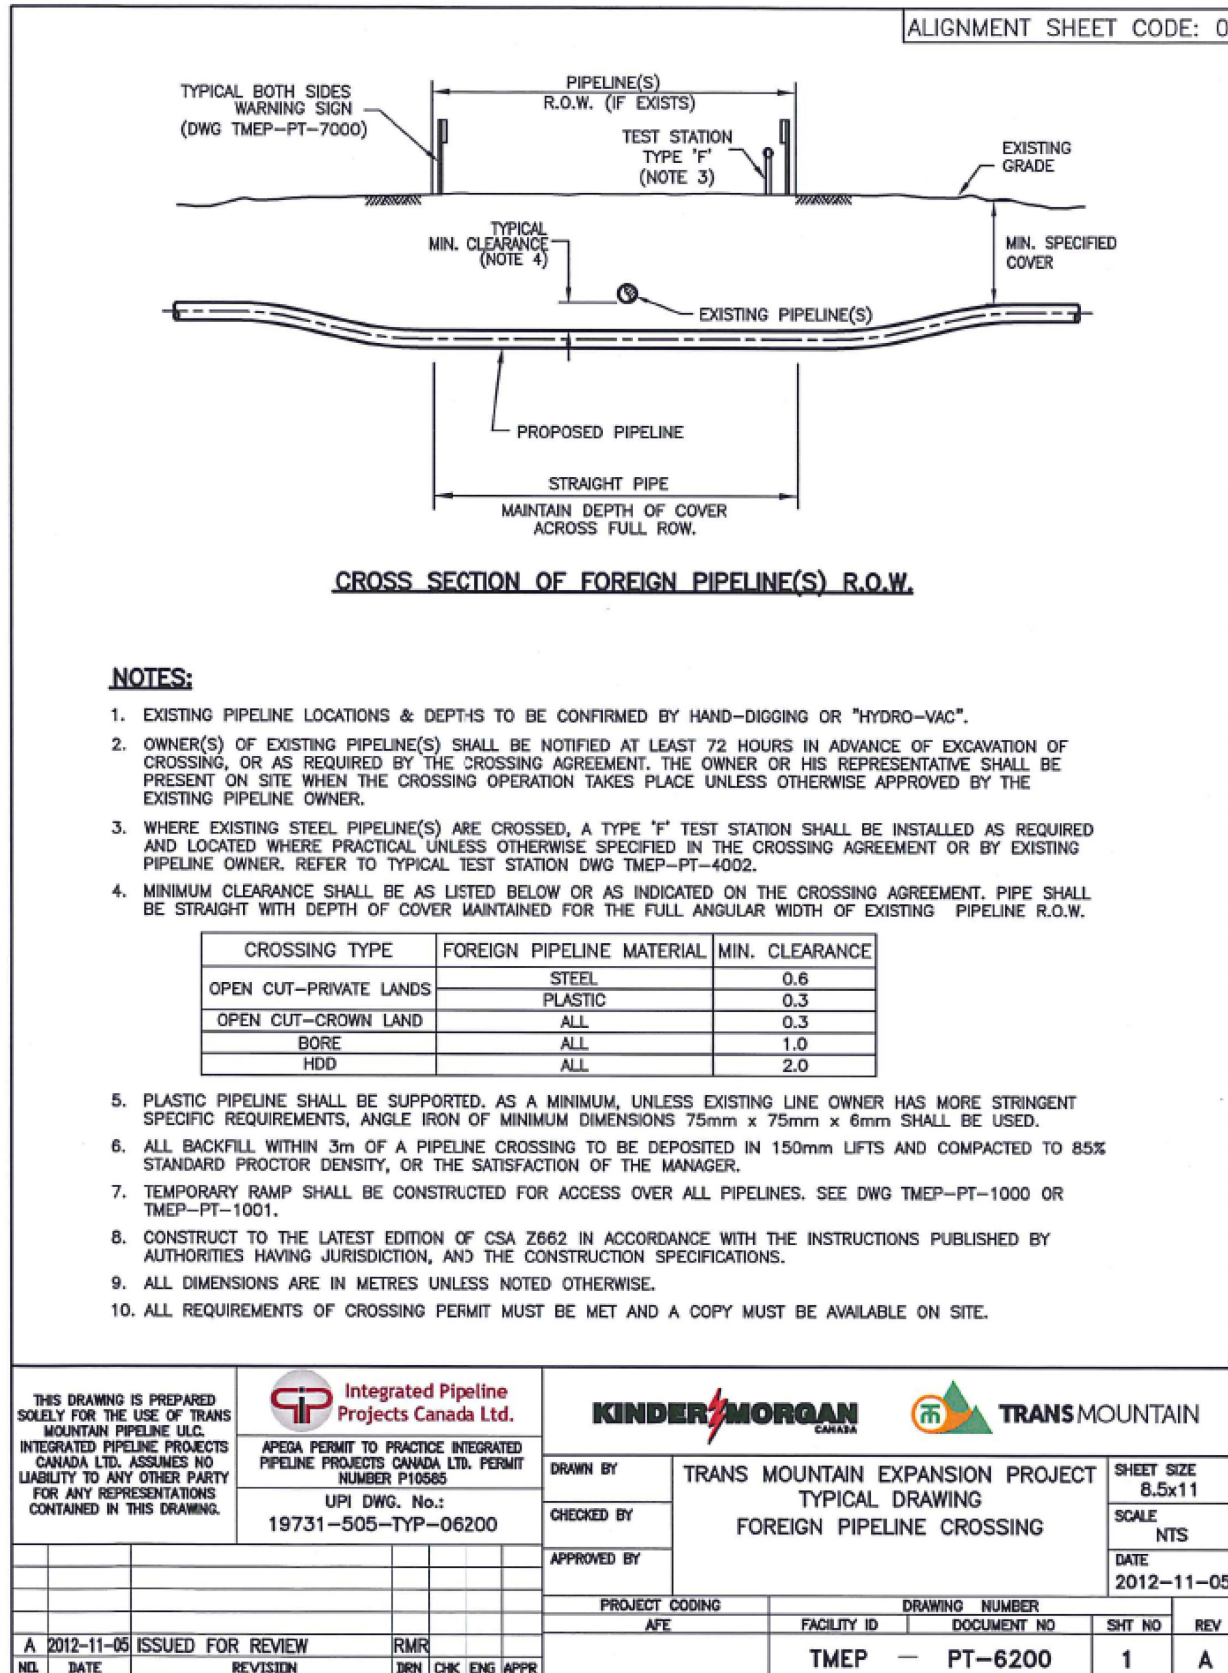 ALIGNMENT SHEET CODE: 0
TYPICAL BOTH SIDES
WARNING SIGN
(DWG TMEP-PT-7000)
PIPELINE(S)
R.O.W. (IF EXISTS)
TEST STATION
TYPE 'F'
(NOTE 3)
EXISTING
GRADE
TYPICAL
MIN. CLEARANCE
(NOTE 4)
MIN. SPECIFIED
COVER
EXISTING PIPELINE(S)
PROPOSED PIPELINE
STRAIGHT PIPE
MAINTAIN DEPTH OF COVER
ACROSS FULL ROW.
CROSS SECTION OF FOREIGN PIPELINE(S) R.O.W.
NOTES:
1. EXISTING PIPELINE LOCATIONS & DEPTHS TO BE CONFIRMED BY HAND-DIGGING OR "HYDRO-VAC".
2. OWNER(S) OF EXISTING PIPELINE(S) SHALL BE NOTIFIED AT LEAST 72 HOURS IN ADVANCE OF EXCAVATION OF
CROSSING, OR AS REQUIRED BY THE CROSSING AGREEMENT. THE OWNER OR HIS REPRESENTATIVE SHALL BE
PRESENT ON SITE WHEN THE CROSSING OPERATION TAKES PLACE UNLESS OTHERWISE APPROVED BY THE
EXISTING PIPELINE OWNER.
3. WHERE EXISTING STEEL PIPELINE(S) ARE CROSSED, A TYPE 'F' TEST STATION SHALL BE INSTALLED AS REQUIRED
AND LOCATED WHERE PRACTICAL UNLESS OTHERWISE SPECIFIED IN THE CROSSING AGREEMENT OR BY EXISTING
PIPELINE OWNER. REFER TO TYPICAL TEST STATION DWG TMEP-PT-4002.
4. MINIMUM CLEARANCE SHALL BE AS LISTED BELOW OR AS INDICATED ON THE CROSSING AGREEMENT. PIPE SHALL
BE STRAIGHT WITH DEPTH OF COVER MAINTAINED FOR THE FULL ANGULAR WIDTH OF EXISTING PIPELINE R.O.W.
CROSSING TYPE FOREIGN PIPELINE MATERIAL MIN. CLEARANCE
OPEN CUT-PRIVATE LANDS STEEL 0.6
PLASTIC 0.3
OPEN CUT-CROWN LAND ALL 0.3
BORE ALL 1.0
HDD ALL 2.0
5. PLASTIC PIPELINE SHALL BE SUPPORTED. AS A MINIMUM, UNLESS EXISTING LINE OWNER HAS MORE STRINGENT
SPECIFIC REQUIREMENTS, ANGLE IRON OF MINIMUM DIMENSIONS 75mm x 75mm x 6mm SHALL BE USED.
6. ALL BACKFILL WITHIN 3m OF A PIPELINE CROSSING TO BE DEPOSITED IN 150mm LIFTS AND COMPACTED TO 85%
STANDARD PROCTOR DENSITY, OR THE SATISFACTION OF THE MANAGER.
7. TEMPORARY RAMP SHALL BE CONSTRUCTED FOR ACCESS OVER ALL PIPELINES. SEE DWG TMEP-PT-1000 OR
TMEP-PT-1001.
8. CONSTRUCT TO THE LATEST EDITION OF CSA Z662 IN ACCORDANCE WITH THE INSTRUCTIONS PUBLISHED BY
AUTHORITIES HAVING JURISDICTION, AND THE CONSTRUCTION SPECIFICATIONS.
9. ALL DIMENSIONS ARE IN METRES UNLESS NOTED OTHERWISE.
10. ALL REQUIREMENTS OF CROSSING PERMIT MUST BE MET AND A COPY MUST BE AVAILABLE ON SITE.
THIS DRAWING IS PREPARED
SOLELY FOR THE USE OF TRANS
MOUNTAIN PIPELINE ULC.
INTEGRATED PIPELINE PROJECTS
CANADA LTD. ASSUMES NO
LIABILITY TO ANY OTHER PARTY
FOR ANY REPRESENTATIONS
CONTAINED IN THIS DRAWING.
Integrated Pipeline
Projects Canada Ltd.
APEGA PERMIT TO PRACTICE INTEGRATED
PIPELINE PROJECTS CANADA LTD. PERMIT
NUMBER P10585
UPI DWG. No.:
19731-505-TYP-06200
KINDER MORGAN
CANADA
TRANSMOUNTAIN
DRAWN BY
CHECKED BY
APPROVED BY
TRANS MOUNTAIN EXPANSION PROJECT
TYPICAL DRAWING
FOREIGN PIPELINE CROSSING
SHEET SIZE
8.5x11
SCALE
NTS
DATE
2012-11-05
PROJECT CODING DRAWING NUMBER
AFE FACILITY ID DOCUMENT NO SHT NO REV
TMEP - PT-6200 1 A
A 2012-11-05 ISSUED FOR REVIEW RMR
NO. DATE REVISION DRN CHK ENG APPR